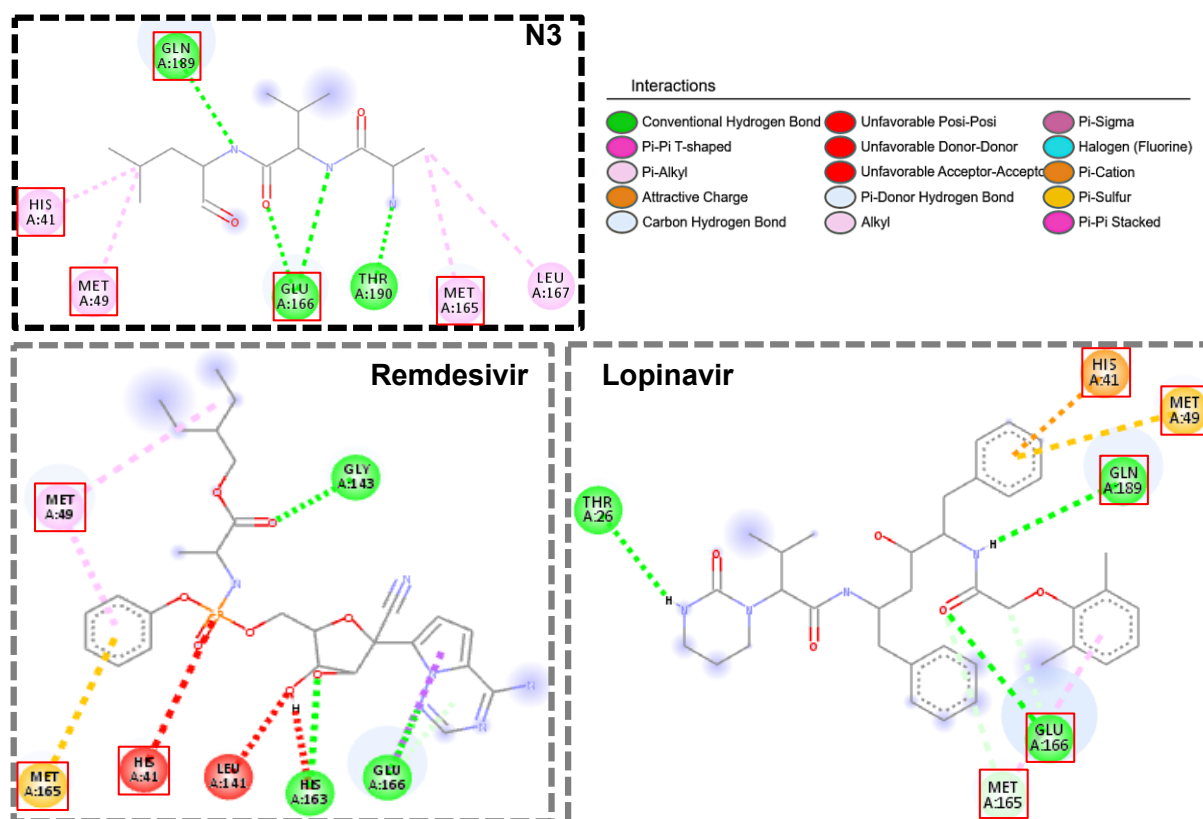 N3
GLN
A:189
HIS
A:41
MET
A:49
GLU
A:166
THR
A:190
MET
A:165
LEU
A:167
N
O
N
O
N
O
Interactions
Conventional Hydrogen Bond
Pi-Pi T-shaped
Pi-Alkyl
Attractive Charge
Carbon Hydrogen Bond
Unfavorable Posi-Posi
Unfavorable Donor-Donor
Unfavorable Acceptor-Accepto
Pi-Donor Hydrogen Bond
Alkyl
Pi-Sigma
Halogen (Fluorine)
Pi-Cation
Pi-Sulfur
Pi-Pi Stacked
Remdesivir
MET
A:49
GLY
A:143
O
O
N
N
O
P
O
O
O
O
O
H
N
N
N
MET
A:165
HIS
A:41
LEU
A:141
HIS
A:163
GLU
A:166
Lopinavir
HIS
A:41
MET
A:49
GLN
A:189
THR
A:26
H
N
O
N
O
N
O
H
N
O
O
GLU
A:166
MET
A:165